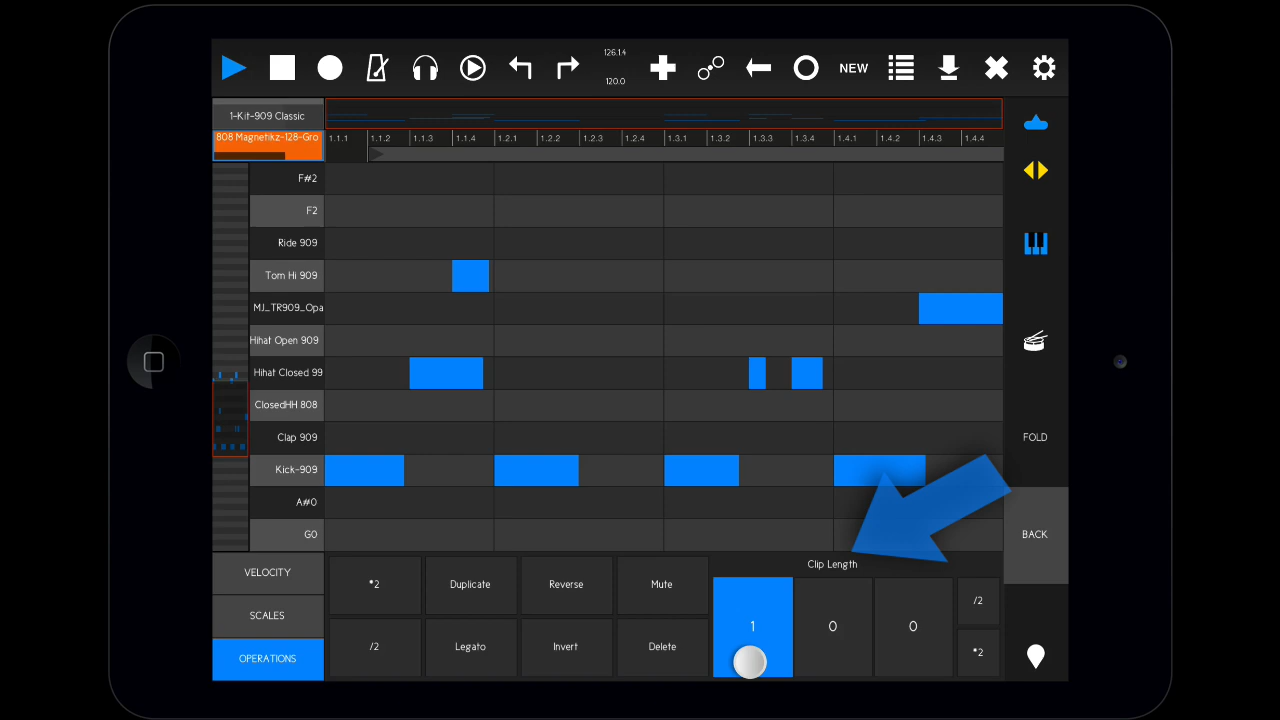 126.1.4
120.0
NEW
1-Kit-909 Classic
808 Magnetikz-128-Gro
1.1.1 1.1.2 1.1.3 1.1.4 1.2.1 1.2.2 1.2.3 1.2.4 1.3.1 1.3.2 1.3.3 1.3.4 1.4.1 1.4.2 1.4.3 1.4.4
F#2
F2
Ride 909
Tom Hi 909
MJ_TR909_Opa
Hihat Open 909
Hihat Closed 99
ClosedHH 808
Clap 909
Kick-909
A#0
G0
FOLD
BACK
VELOCITY
SCALES
OPERATIONS
*2 Duplicate Reverse Mute
/2 Legato Invert Delete
Clip Length
1 0 0
/2
*2